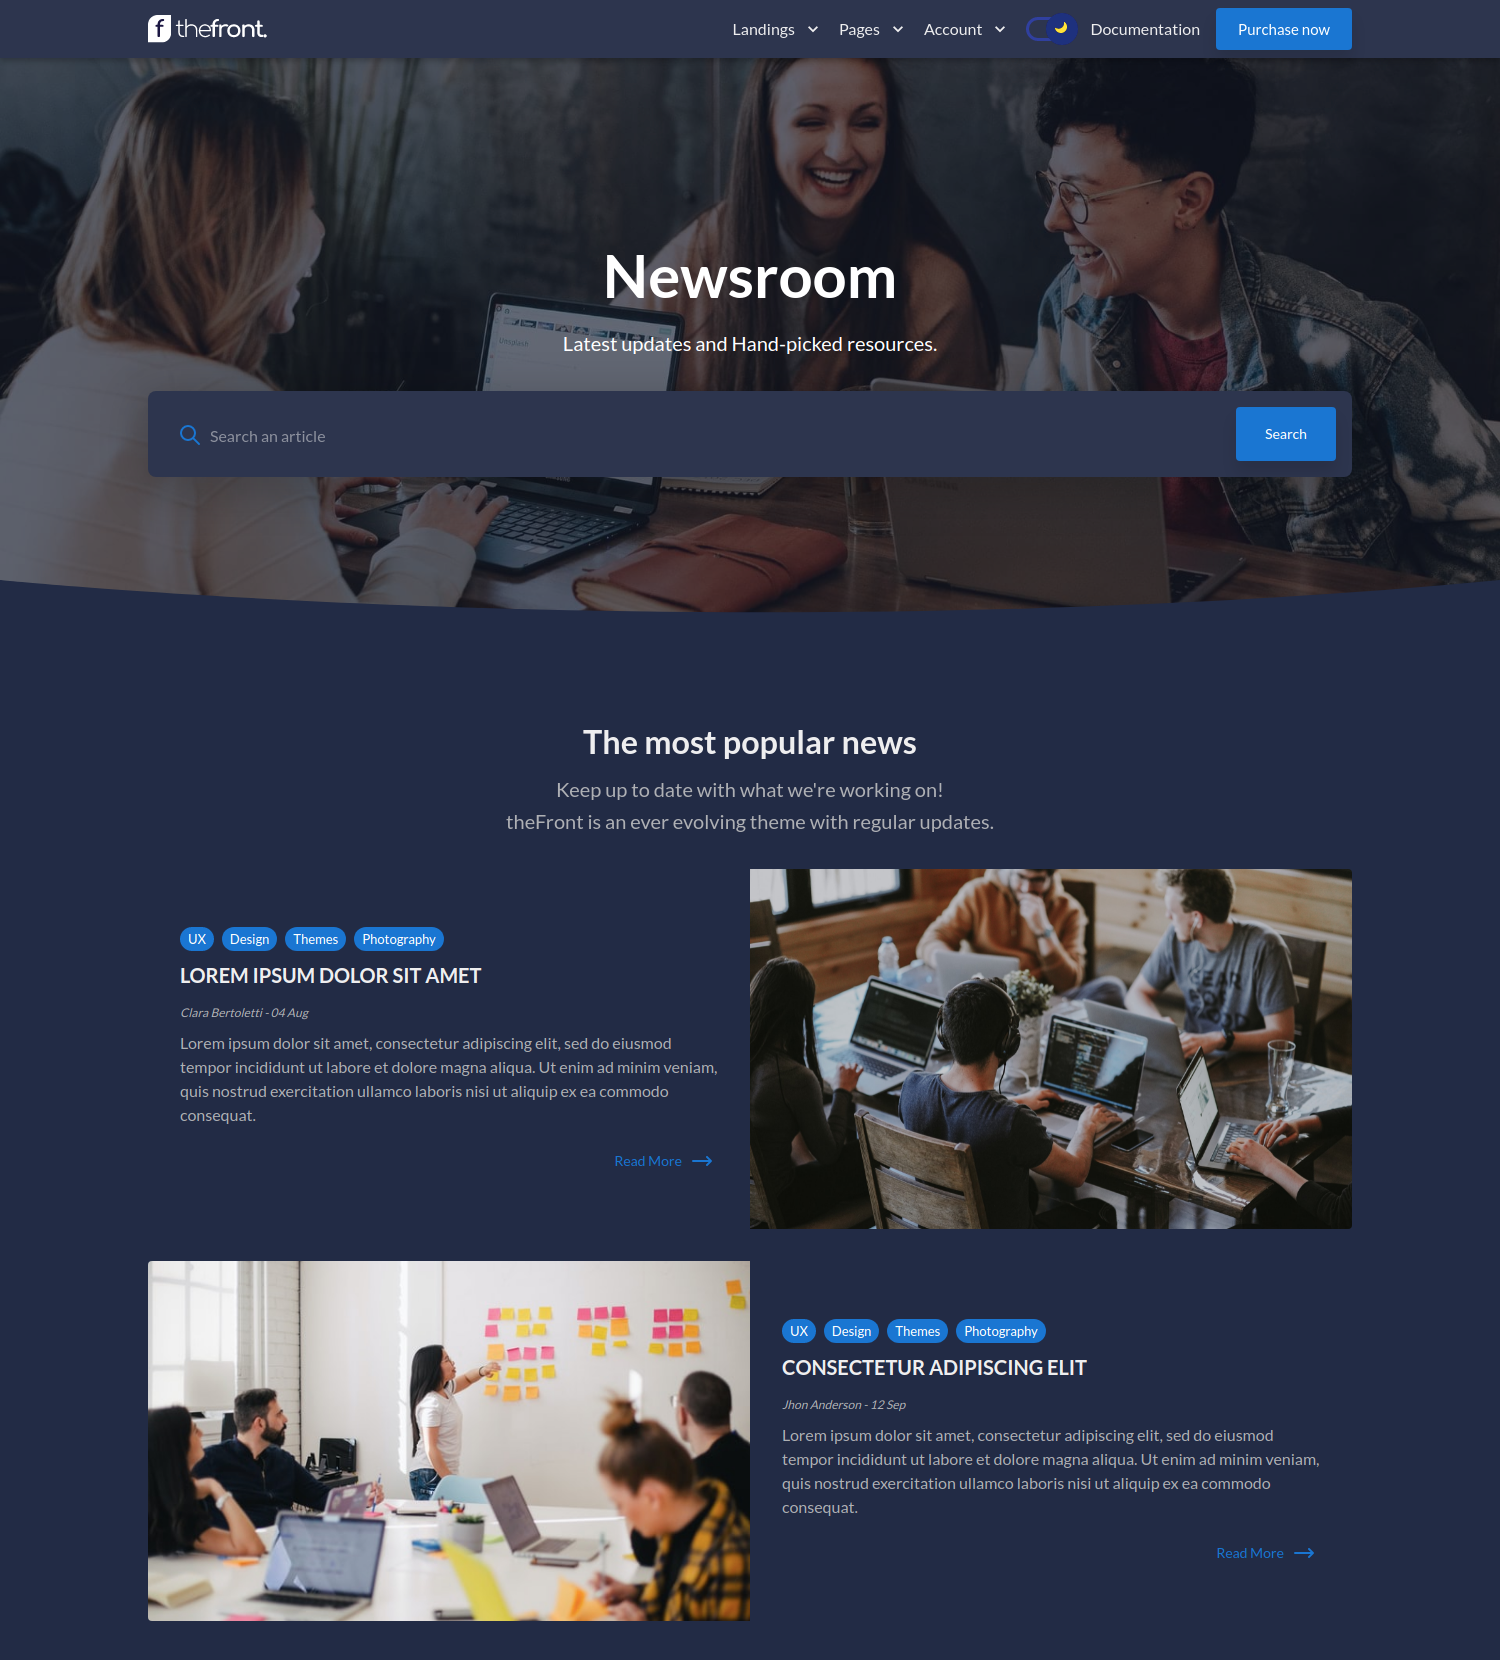 thefront.
Landings
Pages
Account
Documentation
Purchase now
Unsplash
Newsroom
Latest updates and Hand-picked resources.
Search an article
Search
The most popular news
Keep up to date with what we're working on!
theFront is an ever evolving theme with regular updates.
UX Design Themes Photography
LOREM IPSUM DOLOR SIT AMET
Clara Bertoletti - 04 Aug
Lorem ipsum dolor sit amet, consectetur adipiscing elit, sed do eiusmod
tempor incididunt ut labore et dolore magna aliqua. Ut enim ad minim veniam,
quis nostrud exercitation ullamco laboris nisi ut aliquip ex ea commodo
consequat.
Read More
UX Design Themes Photography
CONSECTETUR ADIPISCING ELIT
Jhon Anderson - 12 Sep
Lorem ipsum dolor sit amet, consectetur adipiscing elit, sed do eiusmod
tempor incididunt ut labore et dolore magna aliqua. Ut enim ad minim veniam,
quis nostrud exercitation ullamco laboris nisi ut aliquip ex ea commodo
consequat.
Read More